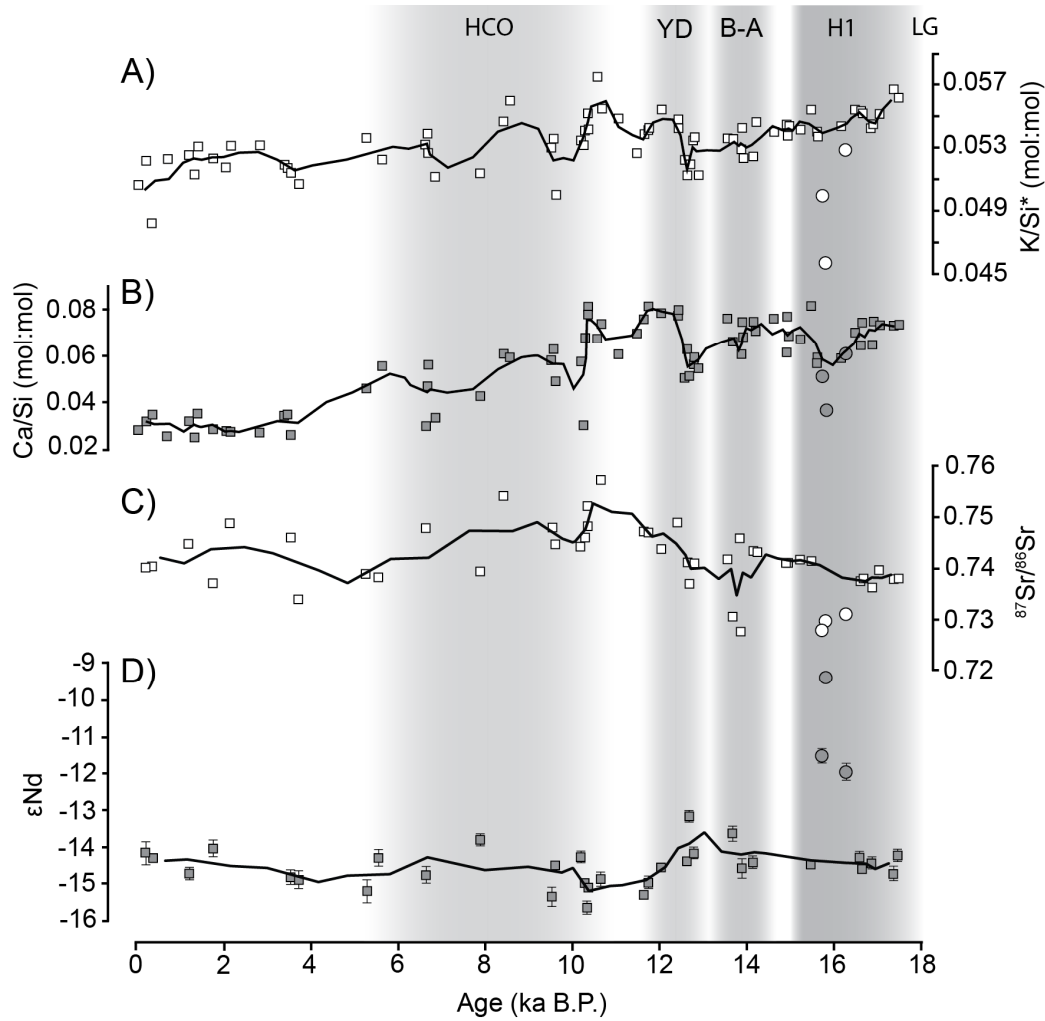 HCO YD B-A H1 LG
A)
0.057
0.053
0.049
0.045
K/Si* (mol:mol)
B)
0.08
0.06
0.04
0.02
Ca/Si (mol:mol)
C)
0.76
0.75
0.74
0.73
0.72
⁸⁷Sr/⁸⁶Sr
D)
-9
-10
-11
-12
-13
-14
-15
-16
εNd
0 2 4 6 8 10 12 14 16 18
Age (ka B.P.)